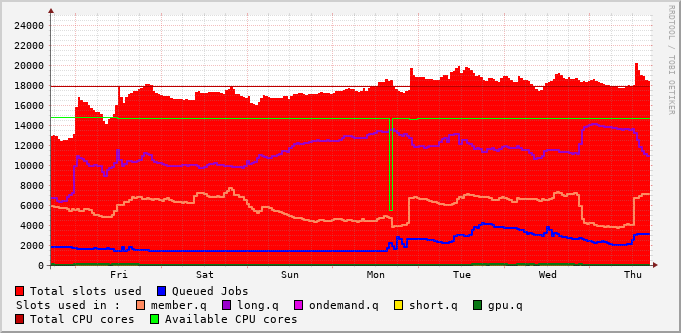 RRDTOOL / TOBI OETIKER
24000
22000
20000
18000
16000
14000
12000
10000
8000
6000
4000
2000
0
Fri Sat Sun Mon Tue Wed Thu
Total slots used Queued Jobs
Slots used in : member.q long.q ondemand.q short.q gpu.q
Total CPU cores Available CPU cores